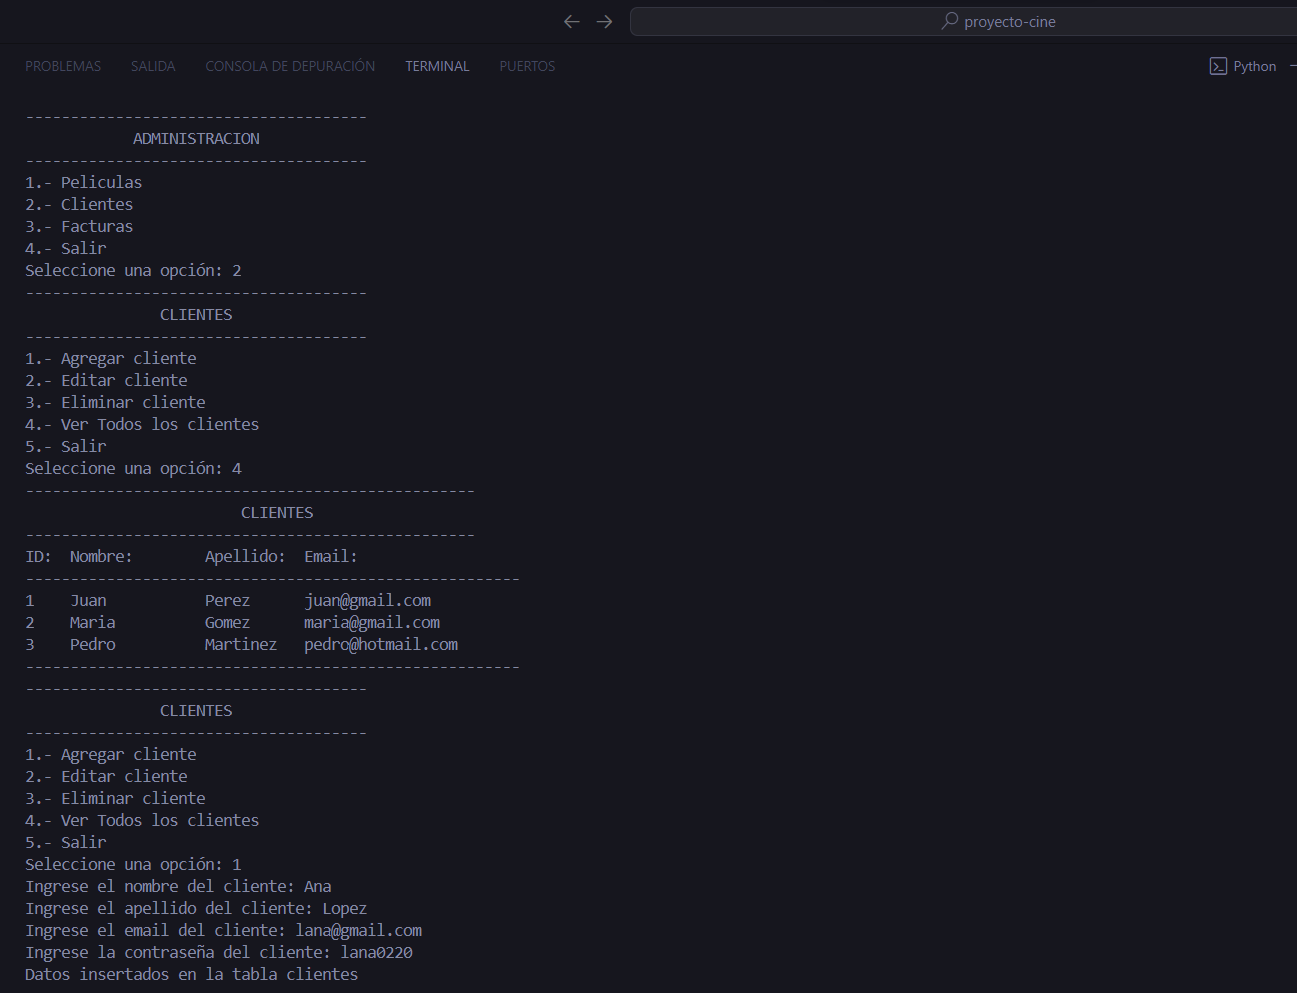 proyecto-cine
PROBLEMAS SALIDA CONSOLA DE DEPURACIÓN TERMINAL PUERTOS Python
--------------------------------------
ADMINISTRACION
--------------------------------------
1.- Peliculas
2.- Clientes
3.- Facturas
4.- Salir
Seleccione una opción: 2
--------------------------------------
CLIENTES
--------------------------------------
1.- Agregar cliente
2.- Editar cliente
3.- Eliminar cliente
4.- Ver Todos los clientes
5.- Salir
Seleccione una opción: 4
--------------------------------------------------
CLIENTES
--------------------------------------------------
ID: Nombre: Apellido: Email:
-------------------------------------------------------
1 Juan Perez juan@gmail.com
2 Maria Gomez maria@gmail.com
3 Pedro Martinez pedro@hotmail.com
-------------------------------------------------------
--------------------------------------
CLIENTES
--------------------------------------
1.- Agregar cliente
2.- Editar cliente
3.- Eliminar cliente
4.- Ver Todos los clientes
5.- Salir
Seleccione una opción: 1
Ingrese el nombre del cliente: Ana
Ingrese el apellido del cliente: Lopez
Ingrese el email del cliente: lana@gmail.com
Ingrese la contraseña del cliente: lana0220
Datos insertados en la tabla clientes